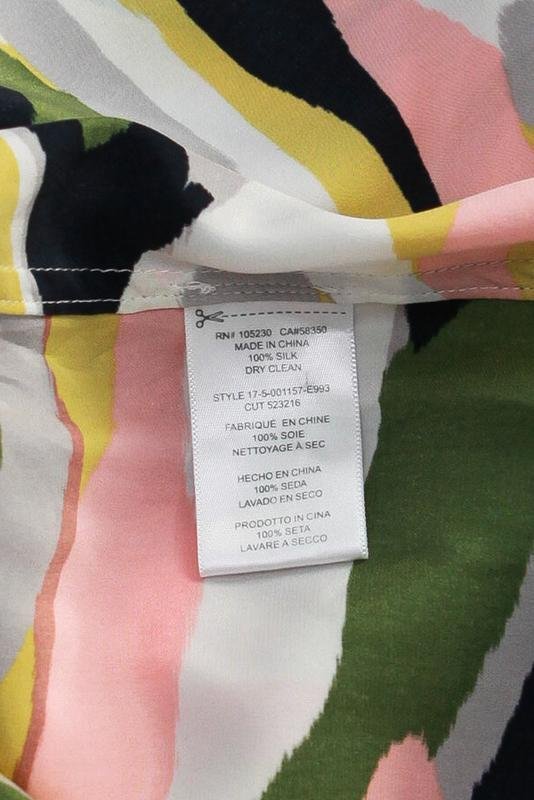 RN# 105230 CA#58350
MADE IN CHINA
100% SILK
DRY CLEAN
STYLE 17-5-001157-E993
CUT 523216
FABRIQUÉ EN CHINE
100% SOIE
NETTOYAGE À SEC
HECHO EN CHINA
100% SEDA
LAVADO EN SECO
PRODOTTO IN CINA
100% SETA
LAVARE A SECCO